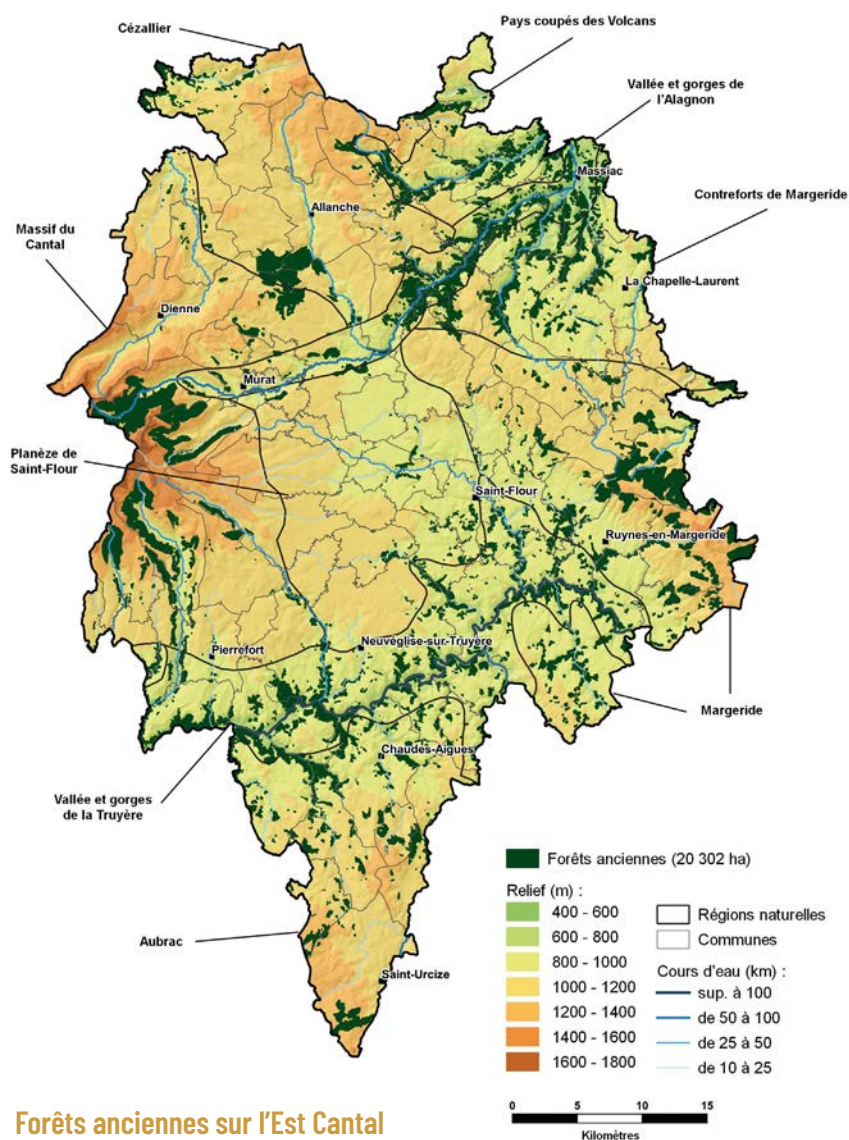 Cézallier
Pays coupés des Volcans
Vallée et gorges de
l'Alagnon
Massiac
Contreforts de Margeride
Allanche
Massif du
Cantal
La Chapelle-Laurent
Dienne
Murat
Planèze de
Saint-Flour
Saint-Flour
Ruynes-en-Margeride
Pierrefort
Neuvéglise-sur-Truyère
Margeride
Chaudes-Aigues
Vallée et gorges
de la Truyère
Aubrac
Saint-Urcize
Forêts anciennes (20 302 ha)
Relief (m) :
400 - 600
600 - 800
800 - 1000
1000 - 1200
1200 - 1400
1400 - 1600
1600 - 1800
Régions naturelles
Communes
Cours d'eau (km) :
sup. à 100
de 50 à 100
de 25 à 50
de 10 à 25
0 5 10 15
Kilomètres
Forêts anciennes sur l'Est Cantal